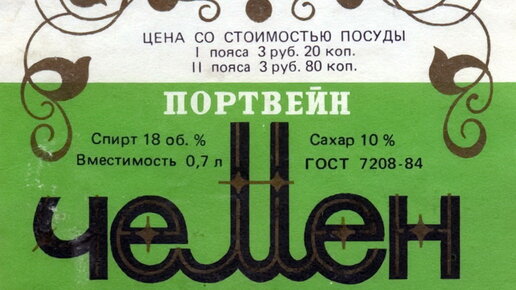 ЦЕНА СО СТОИМОСТЬЮ ПОСУДЫ
I пояса 3 руб. 20 коп.
II пояса 3 руб. 80 коп.
ПОРТВЕЙН
Спирт 18 об. % Сахар 10 %
Вместимость 0,7 л ГОСТ 7208-84
чемен